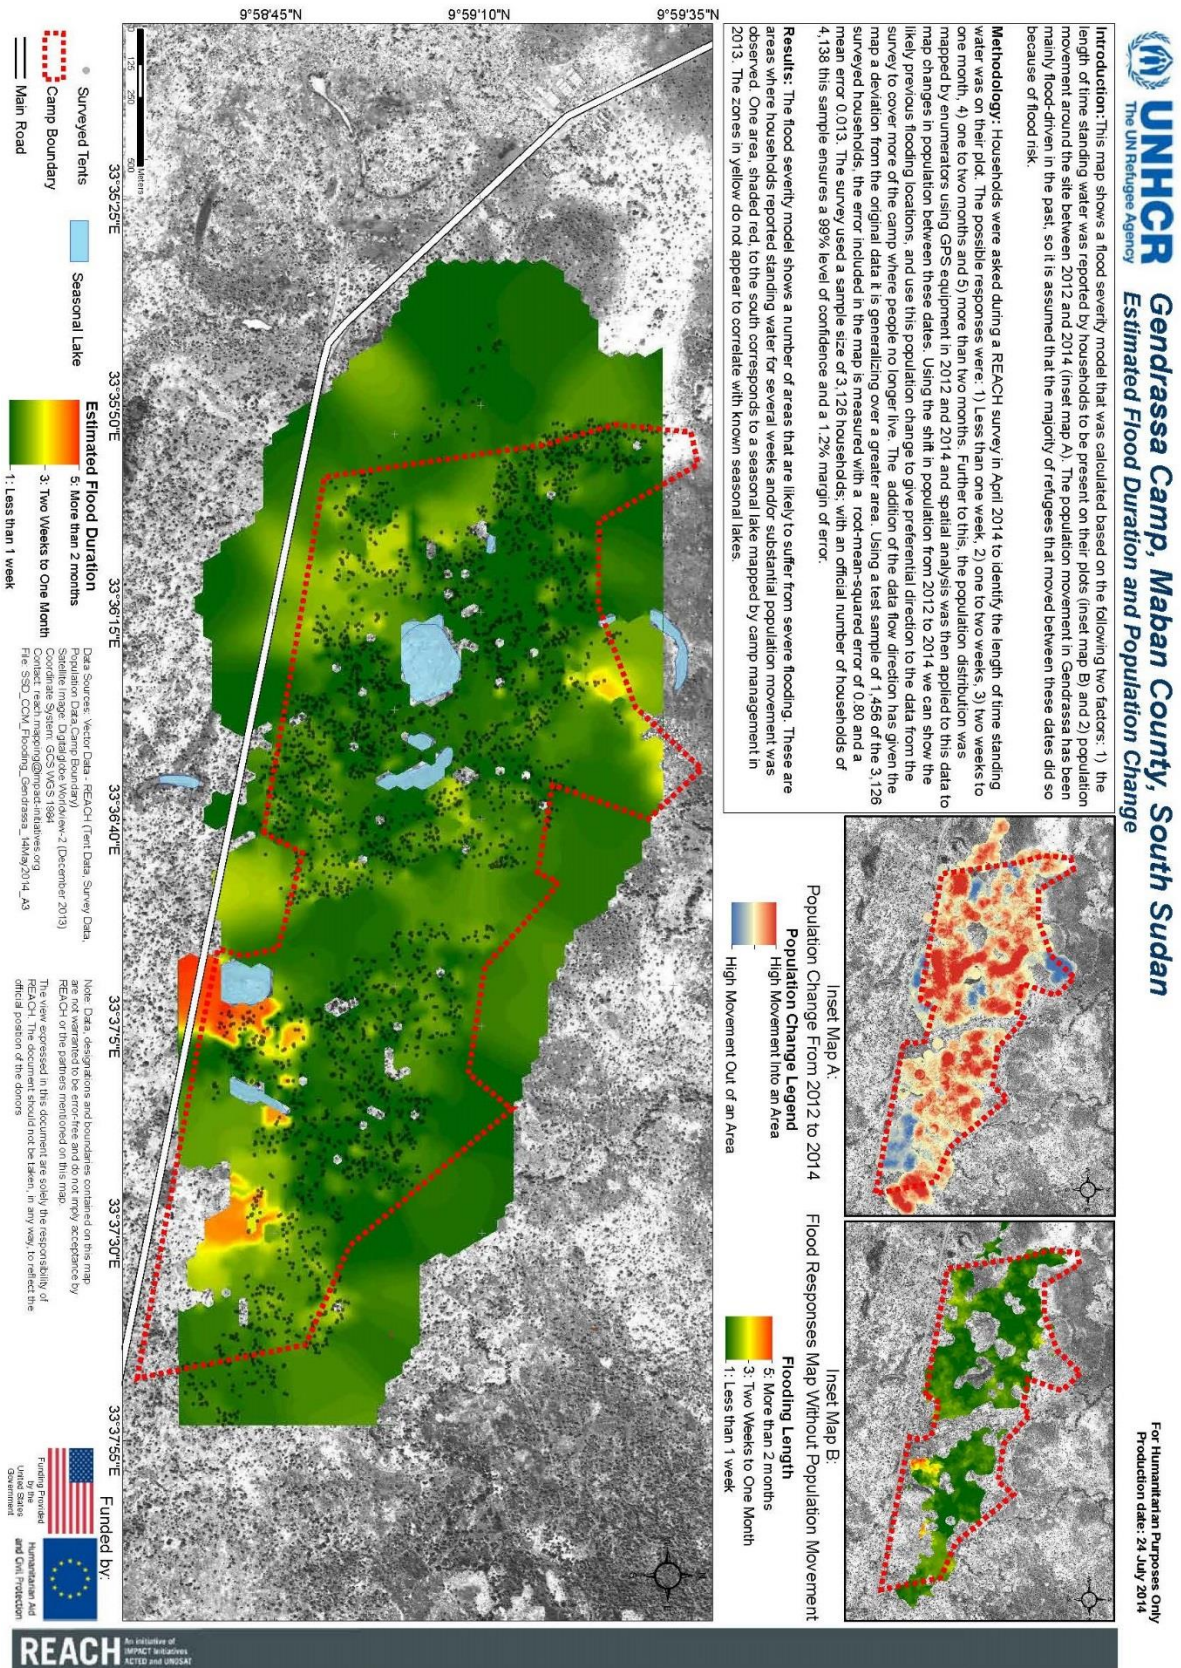 UNHCR
The UN Refugee Agency
Gendrassa Camp, Maban County, South Sudan
Estimated Flood Duration and Population Change
For Humanitarian Purposes Only
Production date: 24 July 2014
Introduction:This map shows a flood severity model that was calculated based on the following two factors: 1) the
length of time standing water was reported by households to be present on their plots (inset map B) and 2) population
movement around the site between 2012 and 2014 (inset map A). The population movement in Gendrassa has been
mainly flood-driven in the past, so it is assumed that the majority of refugees that moved between these dates did so
because of flood risk.
Methodology: Households were asked during a REACH survey in April 2014 to identify the length of time standing
water was on their plot. The possible responses were: 1) Less than one week, 2) one to two weeks, 3) two weeks to
one month, 4) one to two months and 5) more than two months. Further to this, the population distribution was
mapped by enumerators using GPS equipment in 2012 and 2014 and spatial analysis was then applied to this data to
map changes in population between these dates. Using the shift in population from 2012 to 2014 we can show the
likely previous flooding locations, and use this population change to give preferential direction to the data from the
survey to cover more of the camp where people no longer live. The addition of the data flow direction has given the
map a deviation from the original data it is generalizing over a greater area. Using a test sample of 1,456 of the 3,126
surveyed households, the error included in the map is measured with a root-mean-squared error of 0.80 and a
mean error 0.013. The survey used a sample size of 3,126 households; with an official number of households of
4,138 this sample ensures a 99% level of confidence and a 1.2% margin of error.
Results: The flood severity model shows a number of areas that are likely to suffer from severe flooding. These are
areas where households reported standing water for several weeks and/or substantial population movement was
observed. One area, shaded red, to the south corresponds to a seasonal lake mapped by camp management in
2013. The zones in yellow do not appear to correlate with known seasonal lakes.
Inset Map A:
Population Change From 2012 to 2014
Population Change Legend
High Movement Into an Area
High Movement Out of an Area
Inset Map B:
Flood Responses Map Without Population Movement
Flooding Length
5: More than 2 months
3: Two Weeks to One Month
1: Less than 1 week
9°59'35"N
9°59'10"N
9°58'45"N
0 125 250 500
Meters
33°35'25"E
33°35'50"E
33°36'15"E
33°36'40"E
33°37'5"E
33°37'30"E
33°37'55"E
Surveyed Tents
Camp Boundary
Main Road
Seasonal Lake
Estimated Flood Duration
5: More than 2 months
3: Two Weeks to One Month
1: Less than 1 week
Data Sources: Vector Data - REACH (Tent Data, Survey Data,
Population Data,Camp Boundary)
Satellite Image: Digitalglobe Worldview-2 (December 2013)
Coordinate System: GCS WGS 1984
Contact: reach.mapping@impact-initiatives.org
File: SSD_CCM_Flooding_Gendrassa_14May2014_A3
Note: Data, designations and boundaries contained on this map
are not warranted to be error-free and do not imply acceptance by
REACH or the partners mentioned on this map.
The view expressed in this document are solely the responsibility of
REACH. The document should not be taken, in any way, to reflect the
official position of the donors
Funded by:
Funding Provided
by the
United States
Government
Humanitarian Aid
and Civil Protection
REACH
An initiative of
IMPACT Initiatives
ACTED and UNOSAT